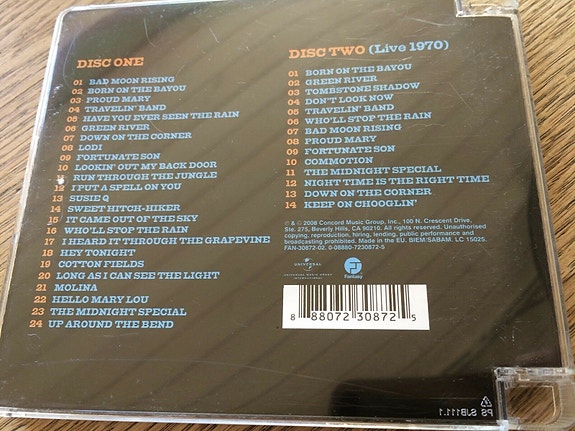 DISC ONE
01 BAD MOON RISING
02 BORN ON THE BAYOU
03 PROUD MARY
04 TRAVELIN' BAND
05 HAVE YOU EVER SEEN THE RAIN
06 GREEN RIVER
07 DOWN ON THE CORNER
08 LODI
09 FORTUNATE SON
10 LOOKIN' OUT MY BACK DOOR
11 RUN THROUGH THE JUNGLE
12 I PUT A SPELL ON YOU
13 SUSIE Q
14 SWEET HITCH-HIKER
15 IT CAME OUT OF THE SKY
16 WHO'LL STOP THE RAIN
17 I HEARD IT THROUGH THE GRAPEVINE
18 HEY TONIGHT
19 COTTON FIELDS
20 LONG AS I CAN SEE THE LIGHT
21 MOLINA
22 HELLO MARY LOU
23 THE MIDNIGHT SPECIAL
24 UP AROUND THE BEND
DISC TWO (Live 1970)
01 BORN ON THE BAYOU
02 GREEN RIVER
03 TOMBSTONE SHADOW
04 DON'T LOOK NOW
05 TRAVELIN' BAND
06 WHO'LL STOP THE RAIN
07 BAD MOON RISING
08 PROUD MARY
09 FORTUNATE SON
10 COMMOTION
11 THE MIDNIGHT SPECIAL
12 NIGHT TIME IS THE RIGHT TIME
13 DOWN ON THE CORNER
14 KEEP ON CHOOGLIN'
℗ & © 2008 Concord Music Group, Inc., 100 N. Crescent Drive,
Ste. 275, Beverly Hills, CA 90210. All rights reserved. Unauthorised
copying, reproduction, hiring, lending, public performance and
broadcasting prohibited. Made in the EU. BIEM/SABAM. LC 15025.
FAN-30872-02 0-08880-7230872-5
UNIVERSAL
UNIVERSAL MUSIC GROUP
INTERNATIONAL
Fantasy
8 88072 30872 5
PS SJB111.1